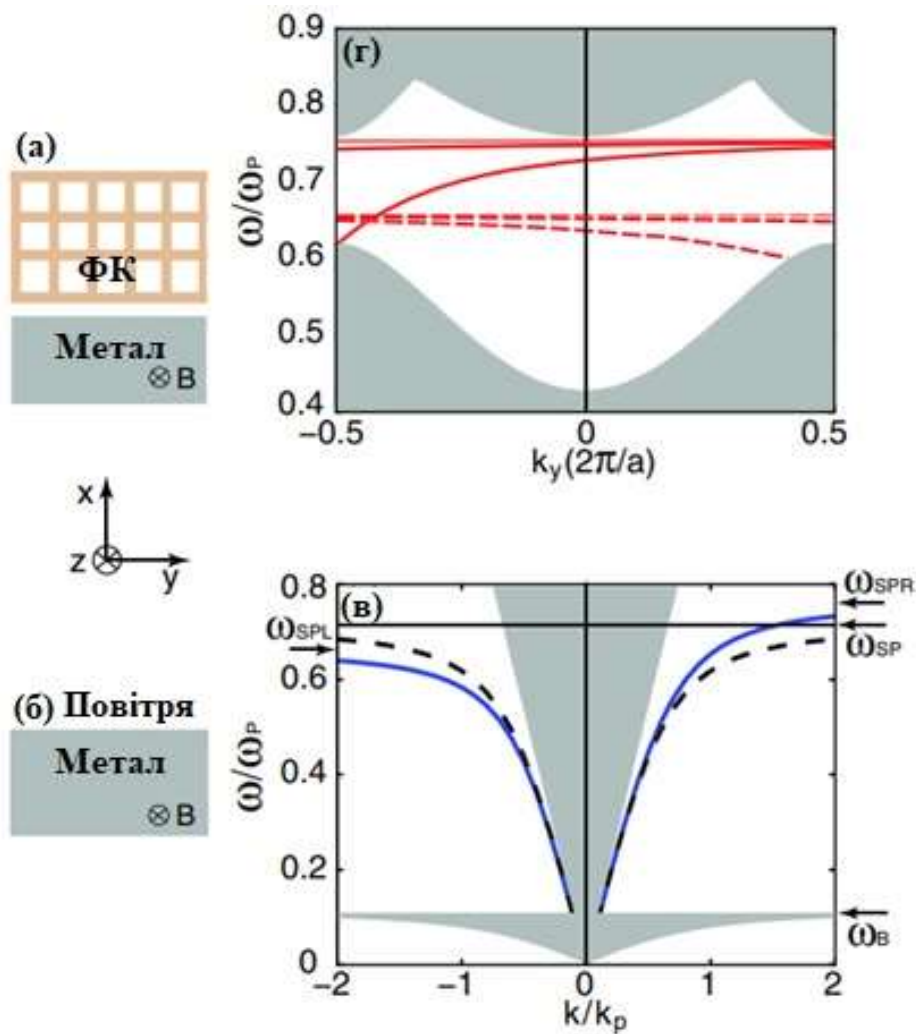 (а)
ФК
Метал
⊗ B
x
z
y
(б) Повітря
Метал
⊗ B
(г)
0.9
0.8
0.7
0.6
0.5
0.4
ω/ωP
−0.5
0
0.5
ky(2π/a)
(в)
0.8
0.6
0.4
0.2
0
ω/ωP
ωSPL
ωSPR
ωSP
ωB
−2
−1
0
1
2
k/kp